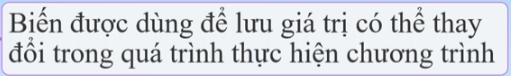 Biến được dùng để lưu giá trị có thể thay
đổi trong quá trình thực hiện chương trình